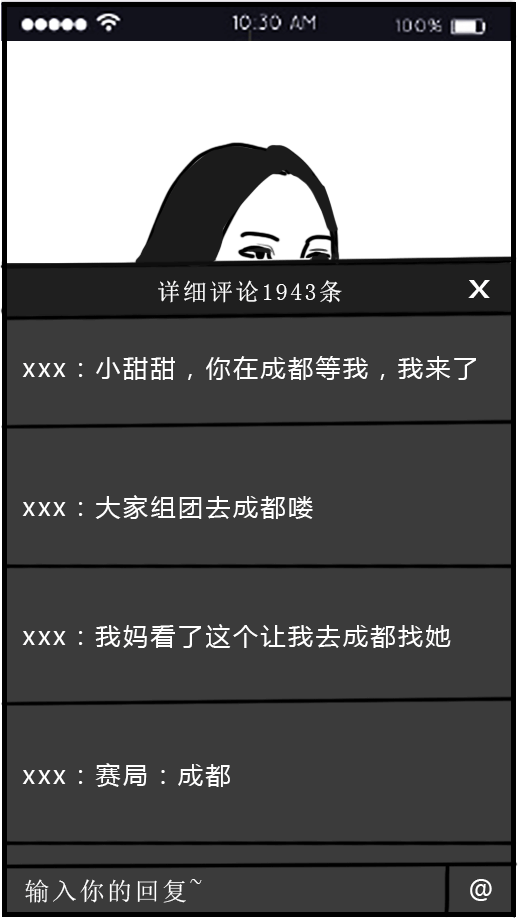 10:30 AM
100%
详细评论1943条
X
xxx：小甜甜，你在成都等我，我来了
xxx：大家组团去成都喽
xxx：我妈看了这个让我去成都找她
xxx：赛局：成都
输入你的回复~
@